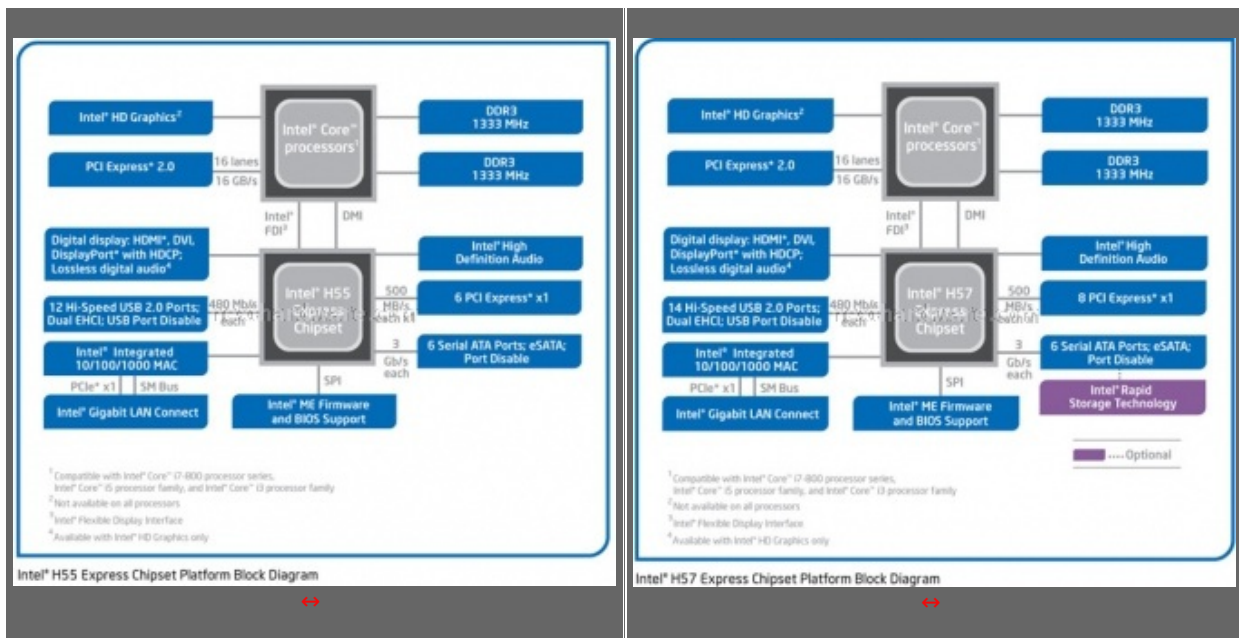 Intel® HD Graphics²
Intel® Core™
processors¹
DDR3
1333 MHz
PCI Express* 2.0
16 lanes
16 GB/s
DDR3
1333 MHz
Intel®
FDI³
DMI
Digital display: HDMI*, DVI,
DisplayPort* with HDCP;
Lossless digital audio⁴
Intel® High
Definition Audio
Intel® H55
Express
Chipset
12 Hi-Speed USB 2.0 Ports;
Dual EHCI; USB Port Disable
480 Mb/s
each
500
MB/s
each x1
6 PCI Express* x1
Intel® Integrated
10/100/1000 MAC
3
Gb/s
each
6 Serial ATA Ports; eSATA;
Port Disable
PCIe* x1
SM Bus
SPI
Intel® Gigabit LAN Connect
Intel® ME Firmware
and BIOS Support
¹Compatible with Intel® Core™ i7-800 processor series,
Intel® Core™ i5 processor family, and Intel® Core™ i3 processor family
²Not available on all processors
³Intel® Flexible Display Interface
⁴Available with Intel® HD Graphics only
Intel® H55 Express Chipset Platform Block Diagram
Intel® HD Graphics²
Intel® Core™
processors¹
DDR3
1333 MHz
PCI Express* 2.0
16 lanes
16 GB/s
DDR3
1333 MHz
Intel®
FDI³
DMI
Digital display: HDMI*, DVI,
DisplayPort* with HDCP;
Lossless digital audio⁴
Intel® High
Definition Audio
Intel® H57
Express
Chipset
14 Hi-Speed USB 2.0 Ports;
Dual EHCI; USB Port Disable
480 Mb/s
each
500
MB/s
each x1
8 PCI Express* x1
Intel® Integrated
10/100/1000 MAC
3
Gb/s
each
6 Serial ATA Ports; eSATA;
Port Disable
PCIe* x1
SM Bus
SPI
Intel® Rapid
Storage Technology
Intel® Gigabit LAN Connect
Intel® ME Firmware
and BIOS Support
.... Optional
¹Compatible with Intel® Core™ i7-800 processor series,
Intel® Core™ i5 processor family, and Intel® Core™ i3 processor family
²Not available on all processors
³Intel® Flexible Display Interface
⁴Available with Intel® HD Graphics only
Intel® H57 Express Chipset Platform Block Diagram